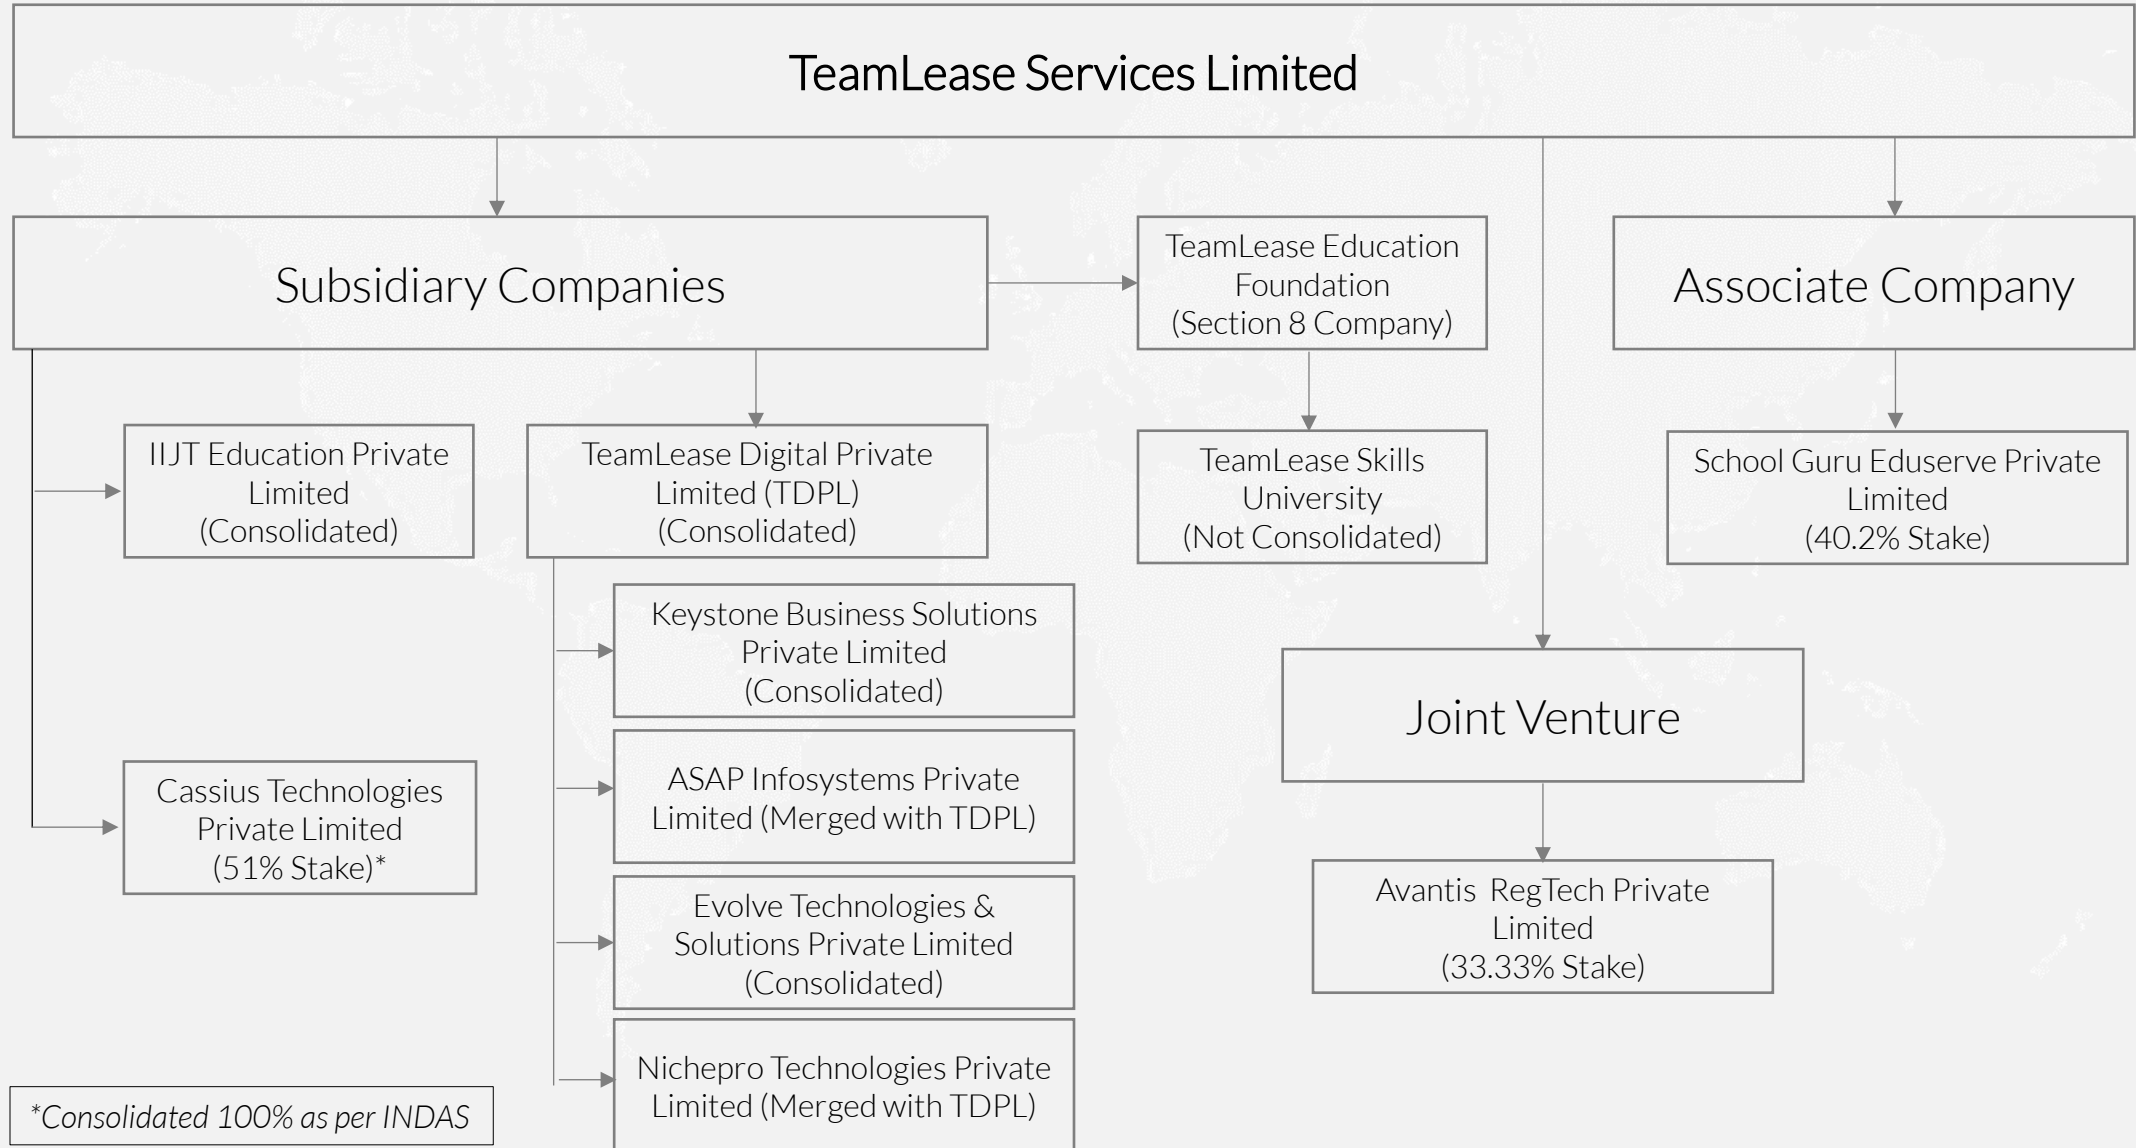 TeamLease Services Limited
Subsidiary Companies
TeamLease Education
Foundation
(Section 8 Company)
Associate Company
IIJT Education Private
Limited
(Consolidated)
TeamLease Digital Private
Limited (TDPL)
(Consolidated)
TeamLease Skills
University
(Not Consolidated)
School Guru Eduserve Private
Limited
(40.2% Stake)
Keystone Business Solutions
Private Limited
(Consolidated)
Joint Venture
Cassius Technologies
Private Limited
(51% Stake)*
ASAP Infosystems Private
Limited (Merged with TDPL)
Evolve Technologies &
Solutions Private Limited
(Consolidated)
Avantis RegTech Private
Limited
(33.33% Stake)
Nichepro Technologies Private
Limited (Merged with TDPL)
*Consolidated 100% as per INDAS